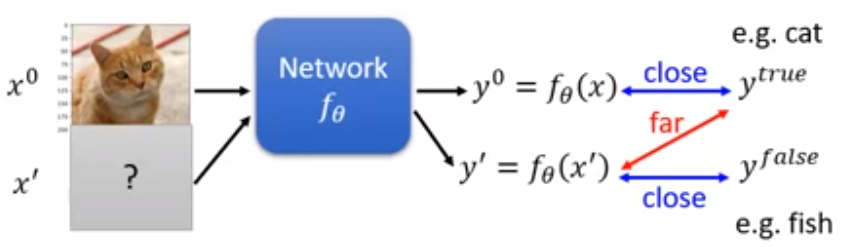 e.g. cat
x⁰
Network
f_θ
y⁰ = f_θ(x)
close
y^{true}
far
x'
?
y' = f_θ(x')
close
y^{false}
e.g. fish